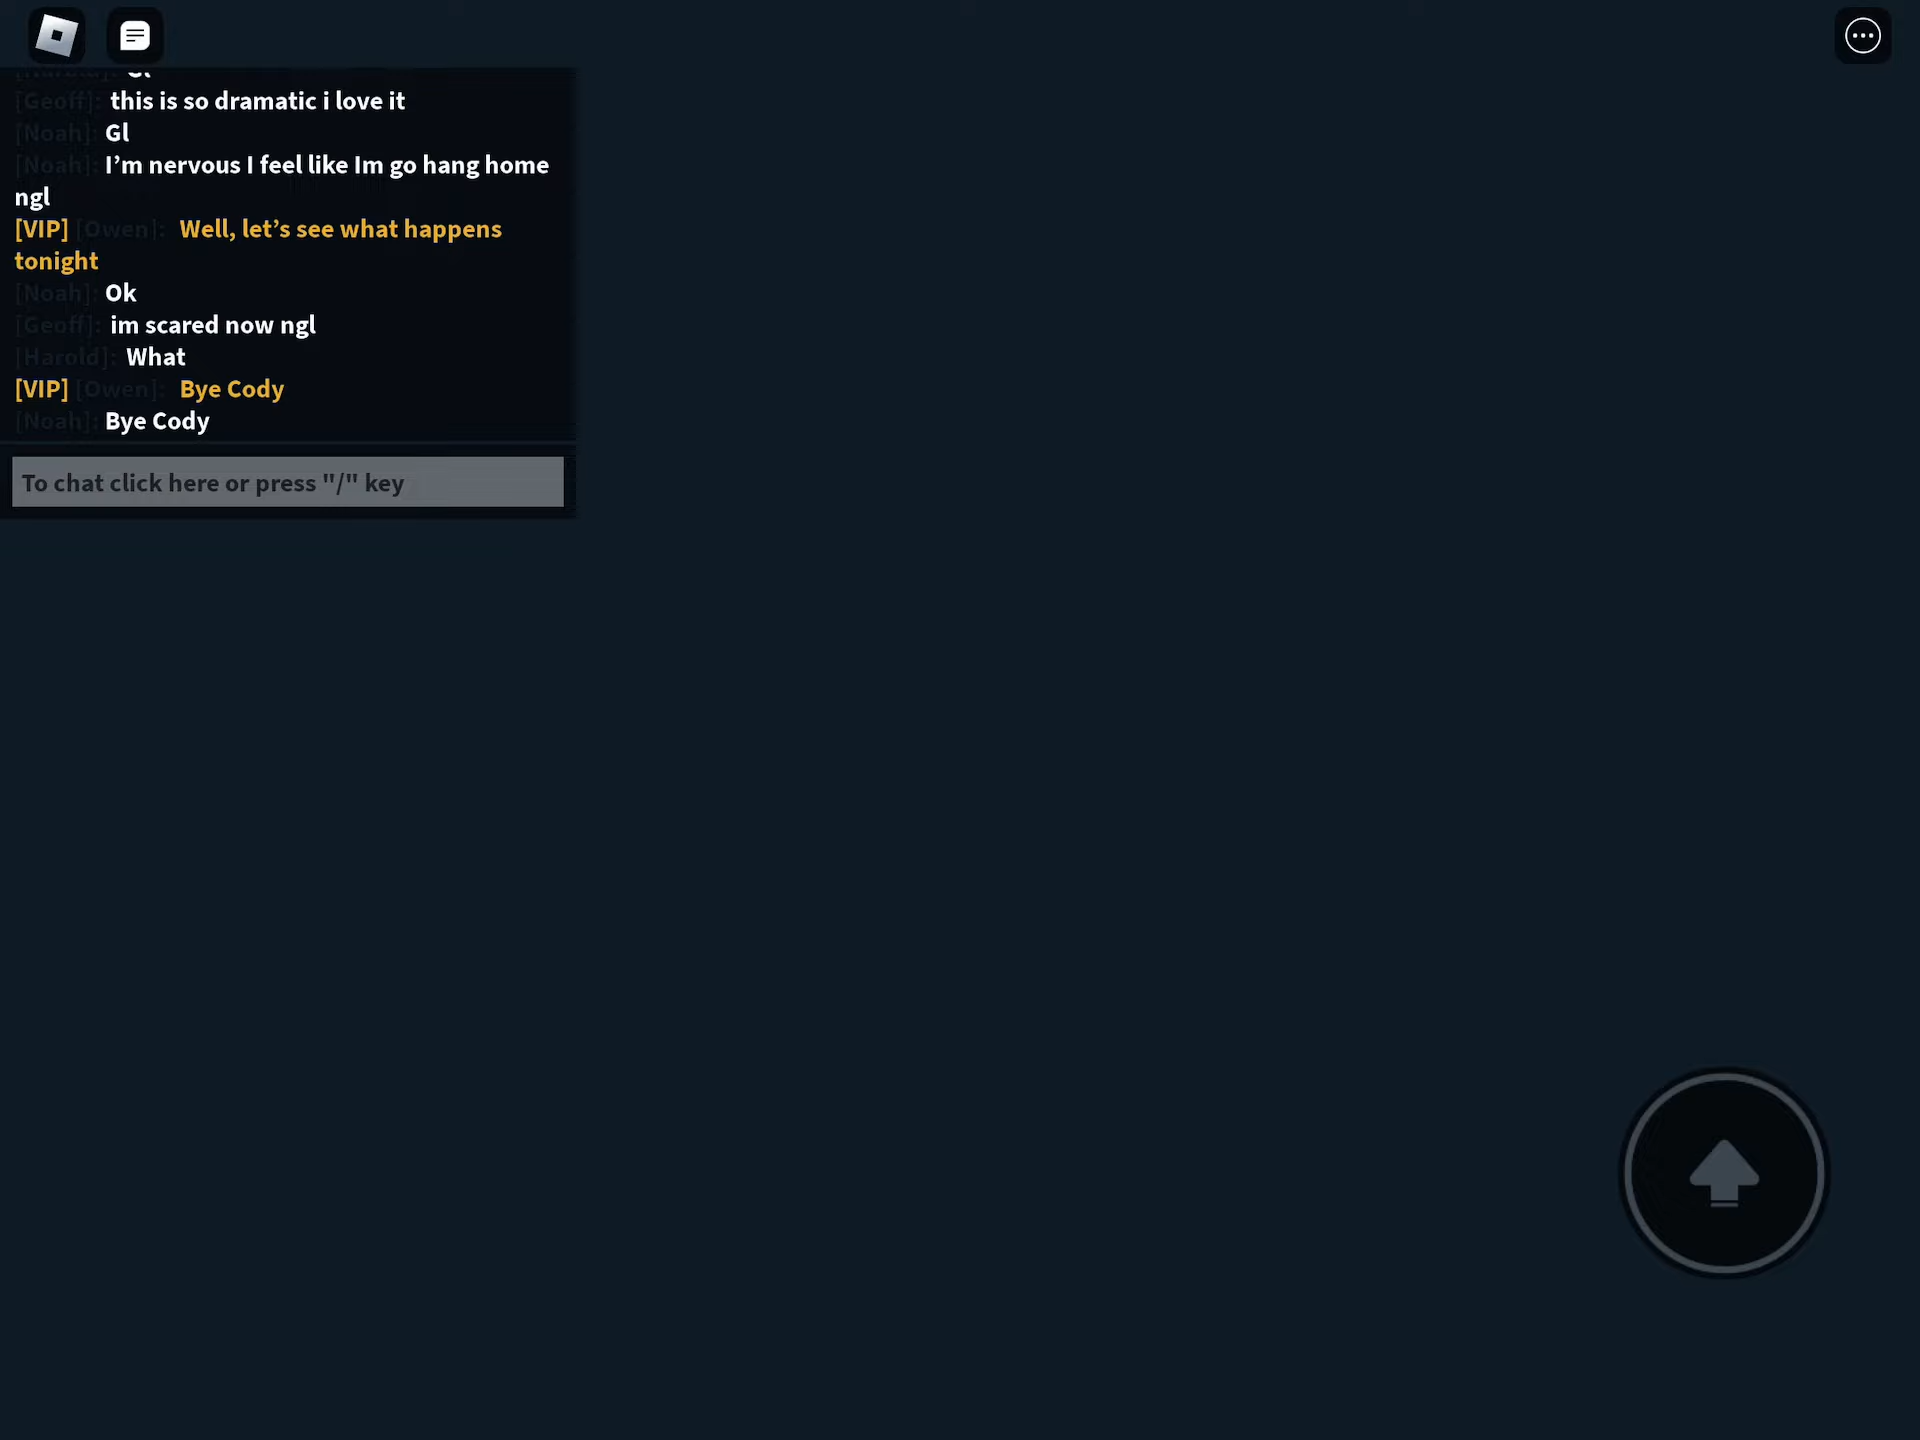 [Harold]: Gl
[Geoff]: this is so dramatic i love it
[Noah]: Gl
[Noah]: I’m nervous I feel like Im go hang home
ngl
[VIP] [Owen]: Well, let’s see what happens
tonight
[Noah]: Ok
[Geoff]: im scared now ngl
[Harold]: What
[VIP] [Owen]: Bye Cody
[Noah]: Bye Cody
To chat click here or press "/" key